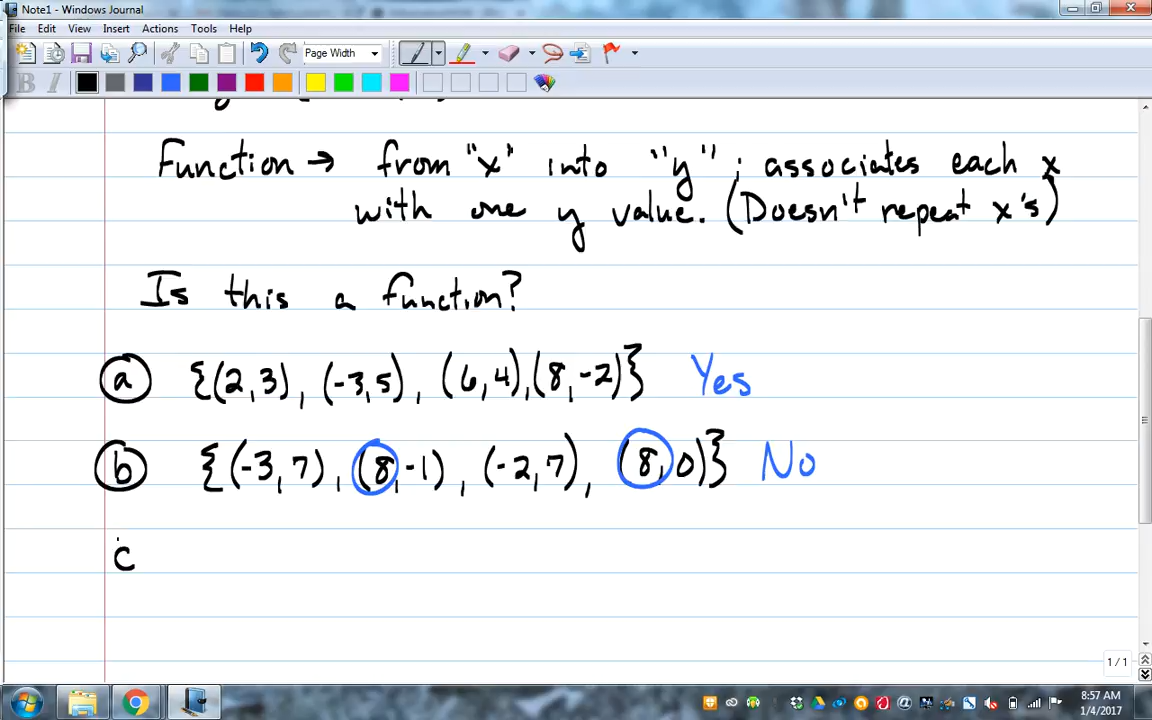 Note1 - Windows Journal
File Edit View Insert Actions Tools Help
Page Width
B I
Function → from "x" into "y"; associates each x
with one y value. (Doesn't repeat x's)
Is this a function?
a {(2,3), (-3,5), (6,4),(8,-2)} Yes
b {(-3,7), (8,-1), (-2,7), (8,0)} No
c
1 / 1
8:57 AM
1/4/2017